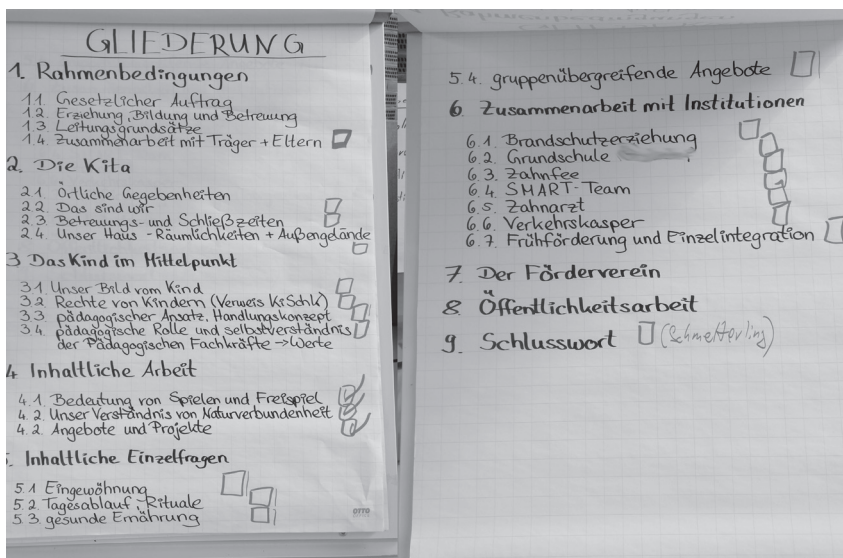 GLIEDERUNG
1. Rahmenbedingungen
1.1. Gesetzlicher Auftrag
1.2. Erziehung, Bildung und Betreuung
1.3. Leitungsgrundsätze
1.4. Zusammenarbeit mit Träger + Eltern
2. Die Kita
2.1. Örtliche Gegebenheiten
2.2. Das sind wir
2.3. Betreuungs- und Schließzeiten
2.4. Unser Haus - Räumlichkeiten + Außengelände
3 Das Kind im Mittelpunkt
3.1. Unser Bild vom Kind
3.2. Rechte von Kindern (Verweis KiSchK)
3.3. pädagogischer Ansatz, Handlungskonzept
3.4. pädagogische Rolle und selbstverständnis
der Pädagogischen Fachkräfte → Werte
4. Inhaltliche Arbeit
4.1. Bedeutung von Spielen und Freispiel
4.2. Unser Verständnis von Naturverbundenheit
4.2. Angebote und Projekte
. Inhaltliche Einzelfragen
5.1 Eingewöhnung
5.2. Tagesablauf, Rituale
5.3. gesunde Ernährung
OTTO
5.4. gruppenübergreifende Angebote
6. Zusammenarbeit mit Institutionen
6.1. Brandschutzerziehung
6.2. Grundschule
6.3. Zahnfee
6.4. SMART-Team
6.5. Zahnarzt
6.6. Verkehrskasper
6.7. Frühförderung und Einzelintegration
7. Der Förderverein
8. Öffentlichkeitsarbeit
9. Schlusswort (Schmetterling)